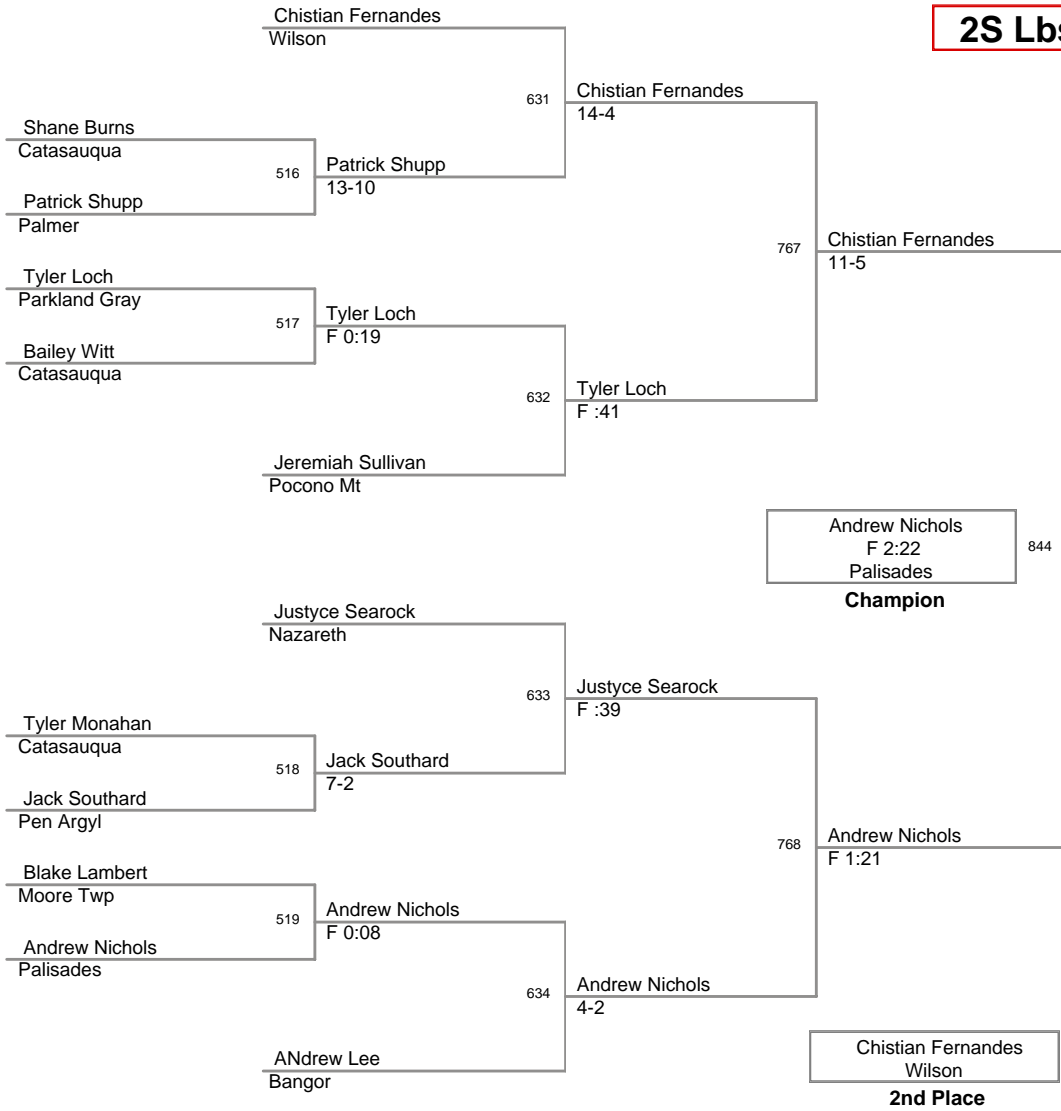 Chistian Fernandes
Wilson
2S Lbs
631
Chistian Fernandes
14-4
Shane Burns
Catasauqua
516
Patrick Shupp
13-10
Patrick Shupp
Palmer
767
Chistian Fernandes
11-5
Tyler Loch
Parkland Gray
517
Tyler Loch
F 0:19
Bailey Witt
Catasauqua
632
Tyler Loch
F :41
Jeremiah Sullivan
Pocono Mt
Andrew Nichols
F 2:22
Palisades
844
Champion
Justyce Searock
Nazareth
633
Justyce Searock
F :39
Tyler Monahan
Catasauqua
518
Jack Southard
7-2
Jack Southard
Pen Argyl
768
Andrew Nichols
F 1:21
Blake Lambert
Moore Twp
519
Andrew Nichols
F 0:08
Andrew Nichols
Palisades
634
Andrew Nichols
4-2
ANdrew Lee
Bangor
Chistian Fernandes
Wilson
2nd Place